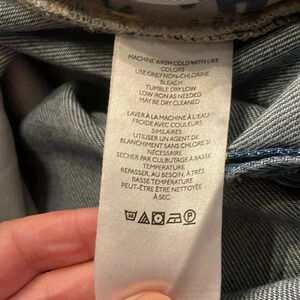 MACHINE WASH COLD WITH LIKE
COLORS
USE ONLY NON-CHLORINE
BLEACH
TUMBLE DRY LOW
LOW IRON AS NEEDED
MAY BE DRY CLEANED
LAVER À LA MACHINE À L'EAU
FROIDE AVEC COULEURS
SIMILAIRES
UTILISER UN AGENT DE
BLANCHIMENT SANS CHLORE SI
NÉCESSAIRE
SECHER PAR CULBUTAGE À BASSE
TEMPERATURE
REPASSER, AU BESOIN, À TRÈS
BASSE TEMPÉRATURE
PEUT-ÊTRE ÊTRE NETTOYÉE
À SEC